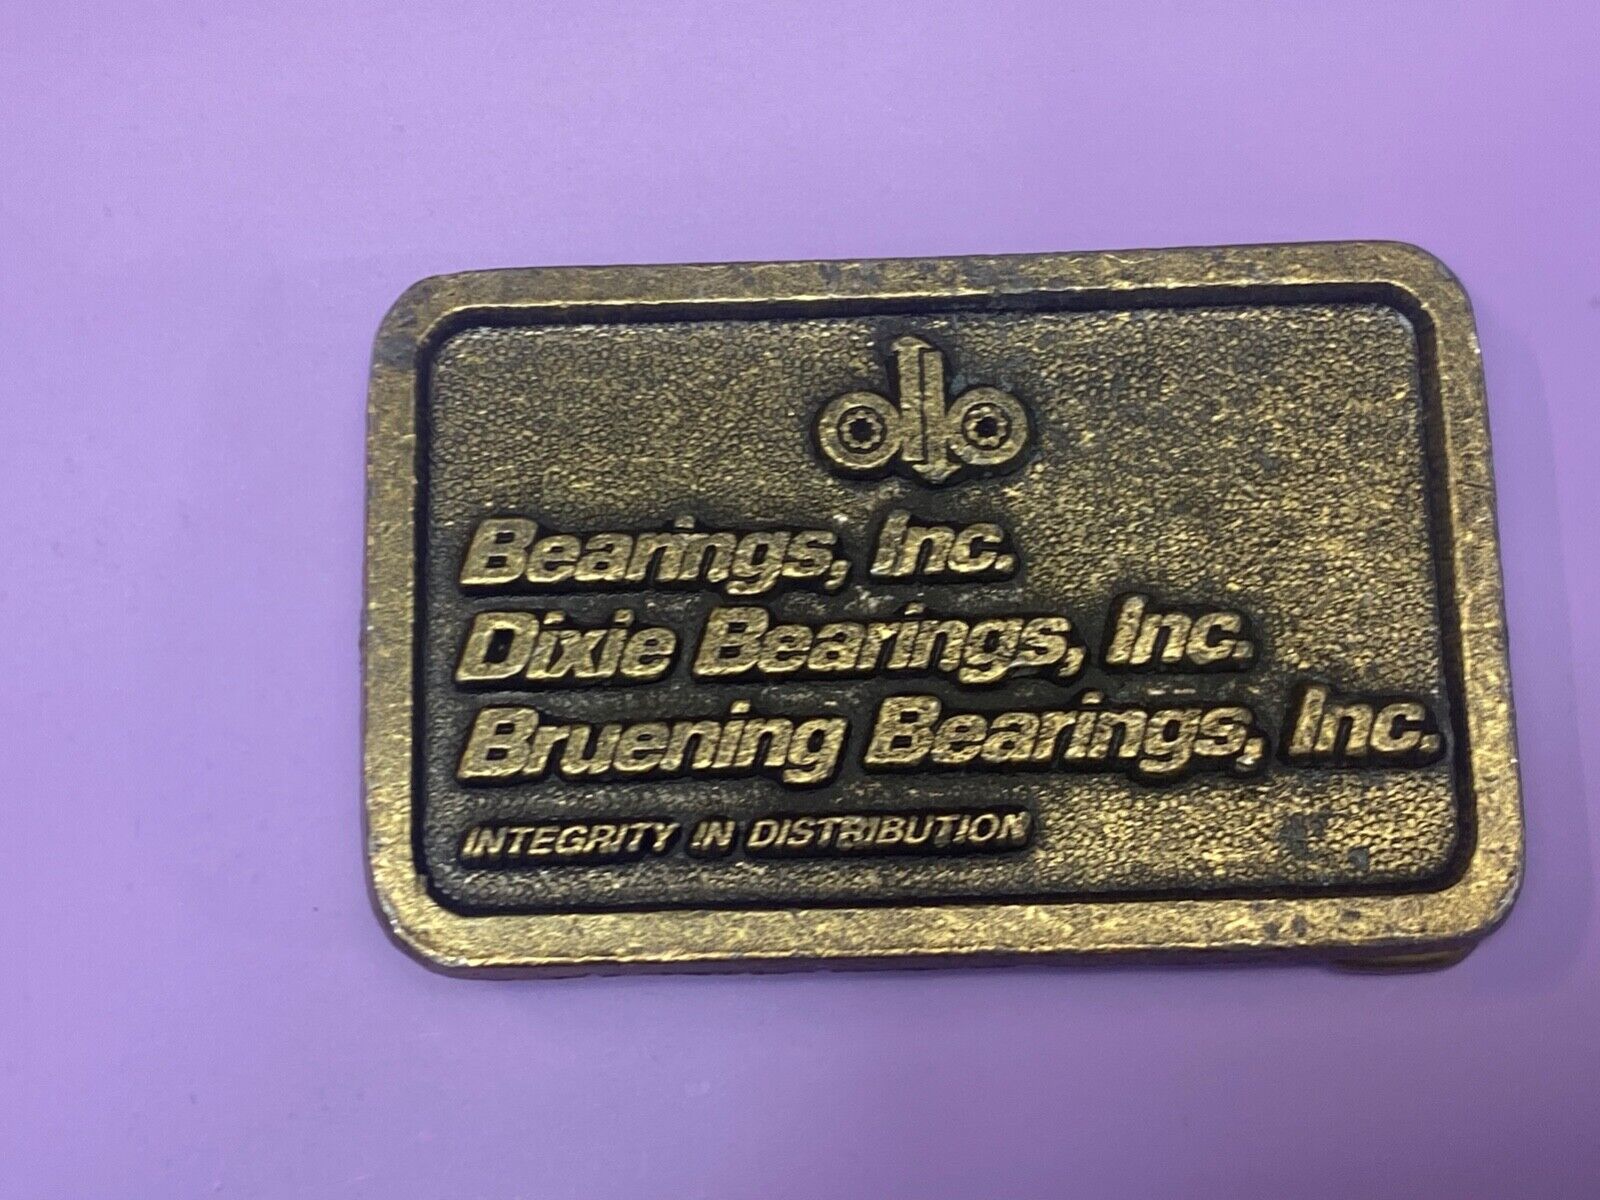 Bearings, Inc.
Dixie Bearings, Inc.
Bruening Bearings, Inc.
INTEGRITY IN DISTRIBUTION